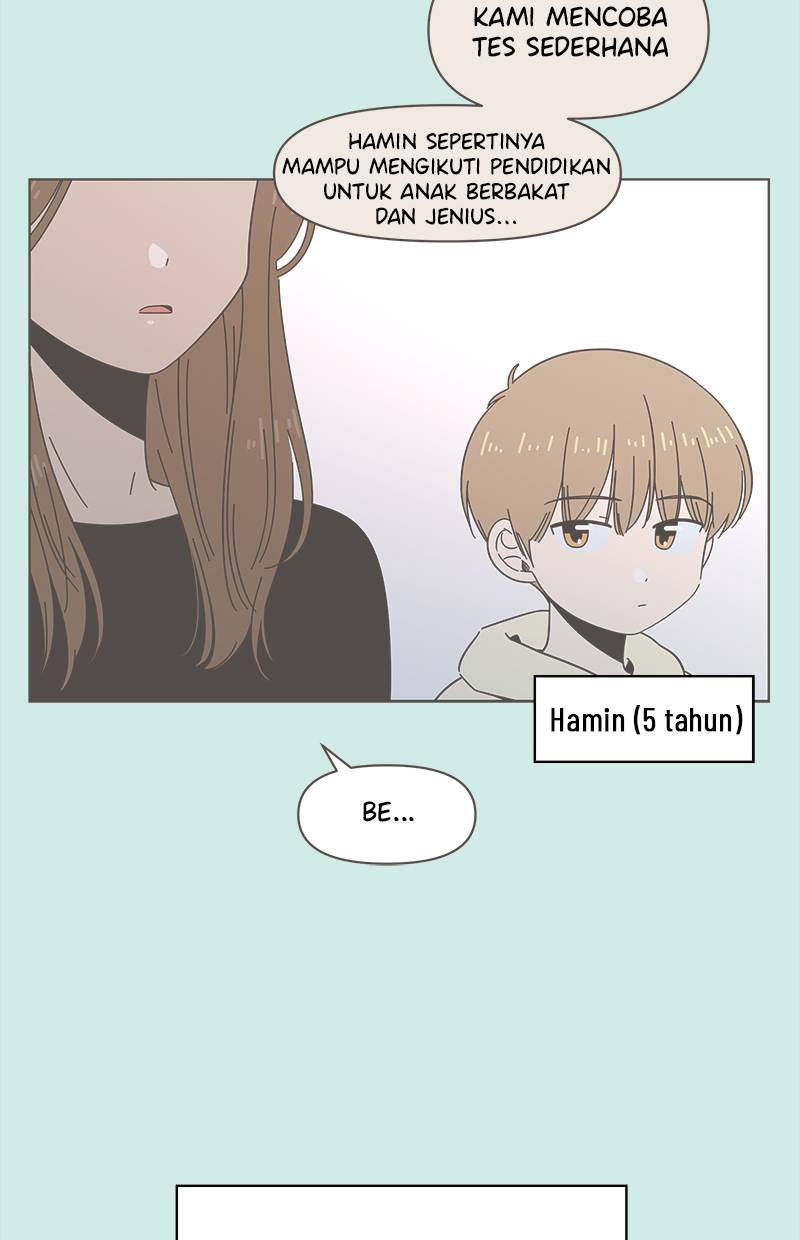 KAMI MENCOBA
TES SEDERHANA
HAMIN SEPERTINYA
MAMPU MENGIKUTI PENDIDIKAN
UNTUK ANAK BERBAKAT
DAN JENIUS...
Hamin (5 tahun)
BE...